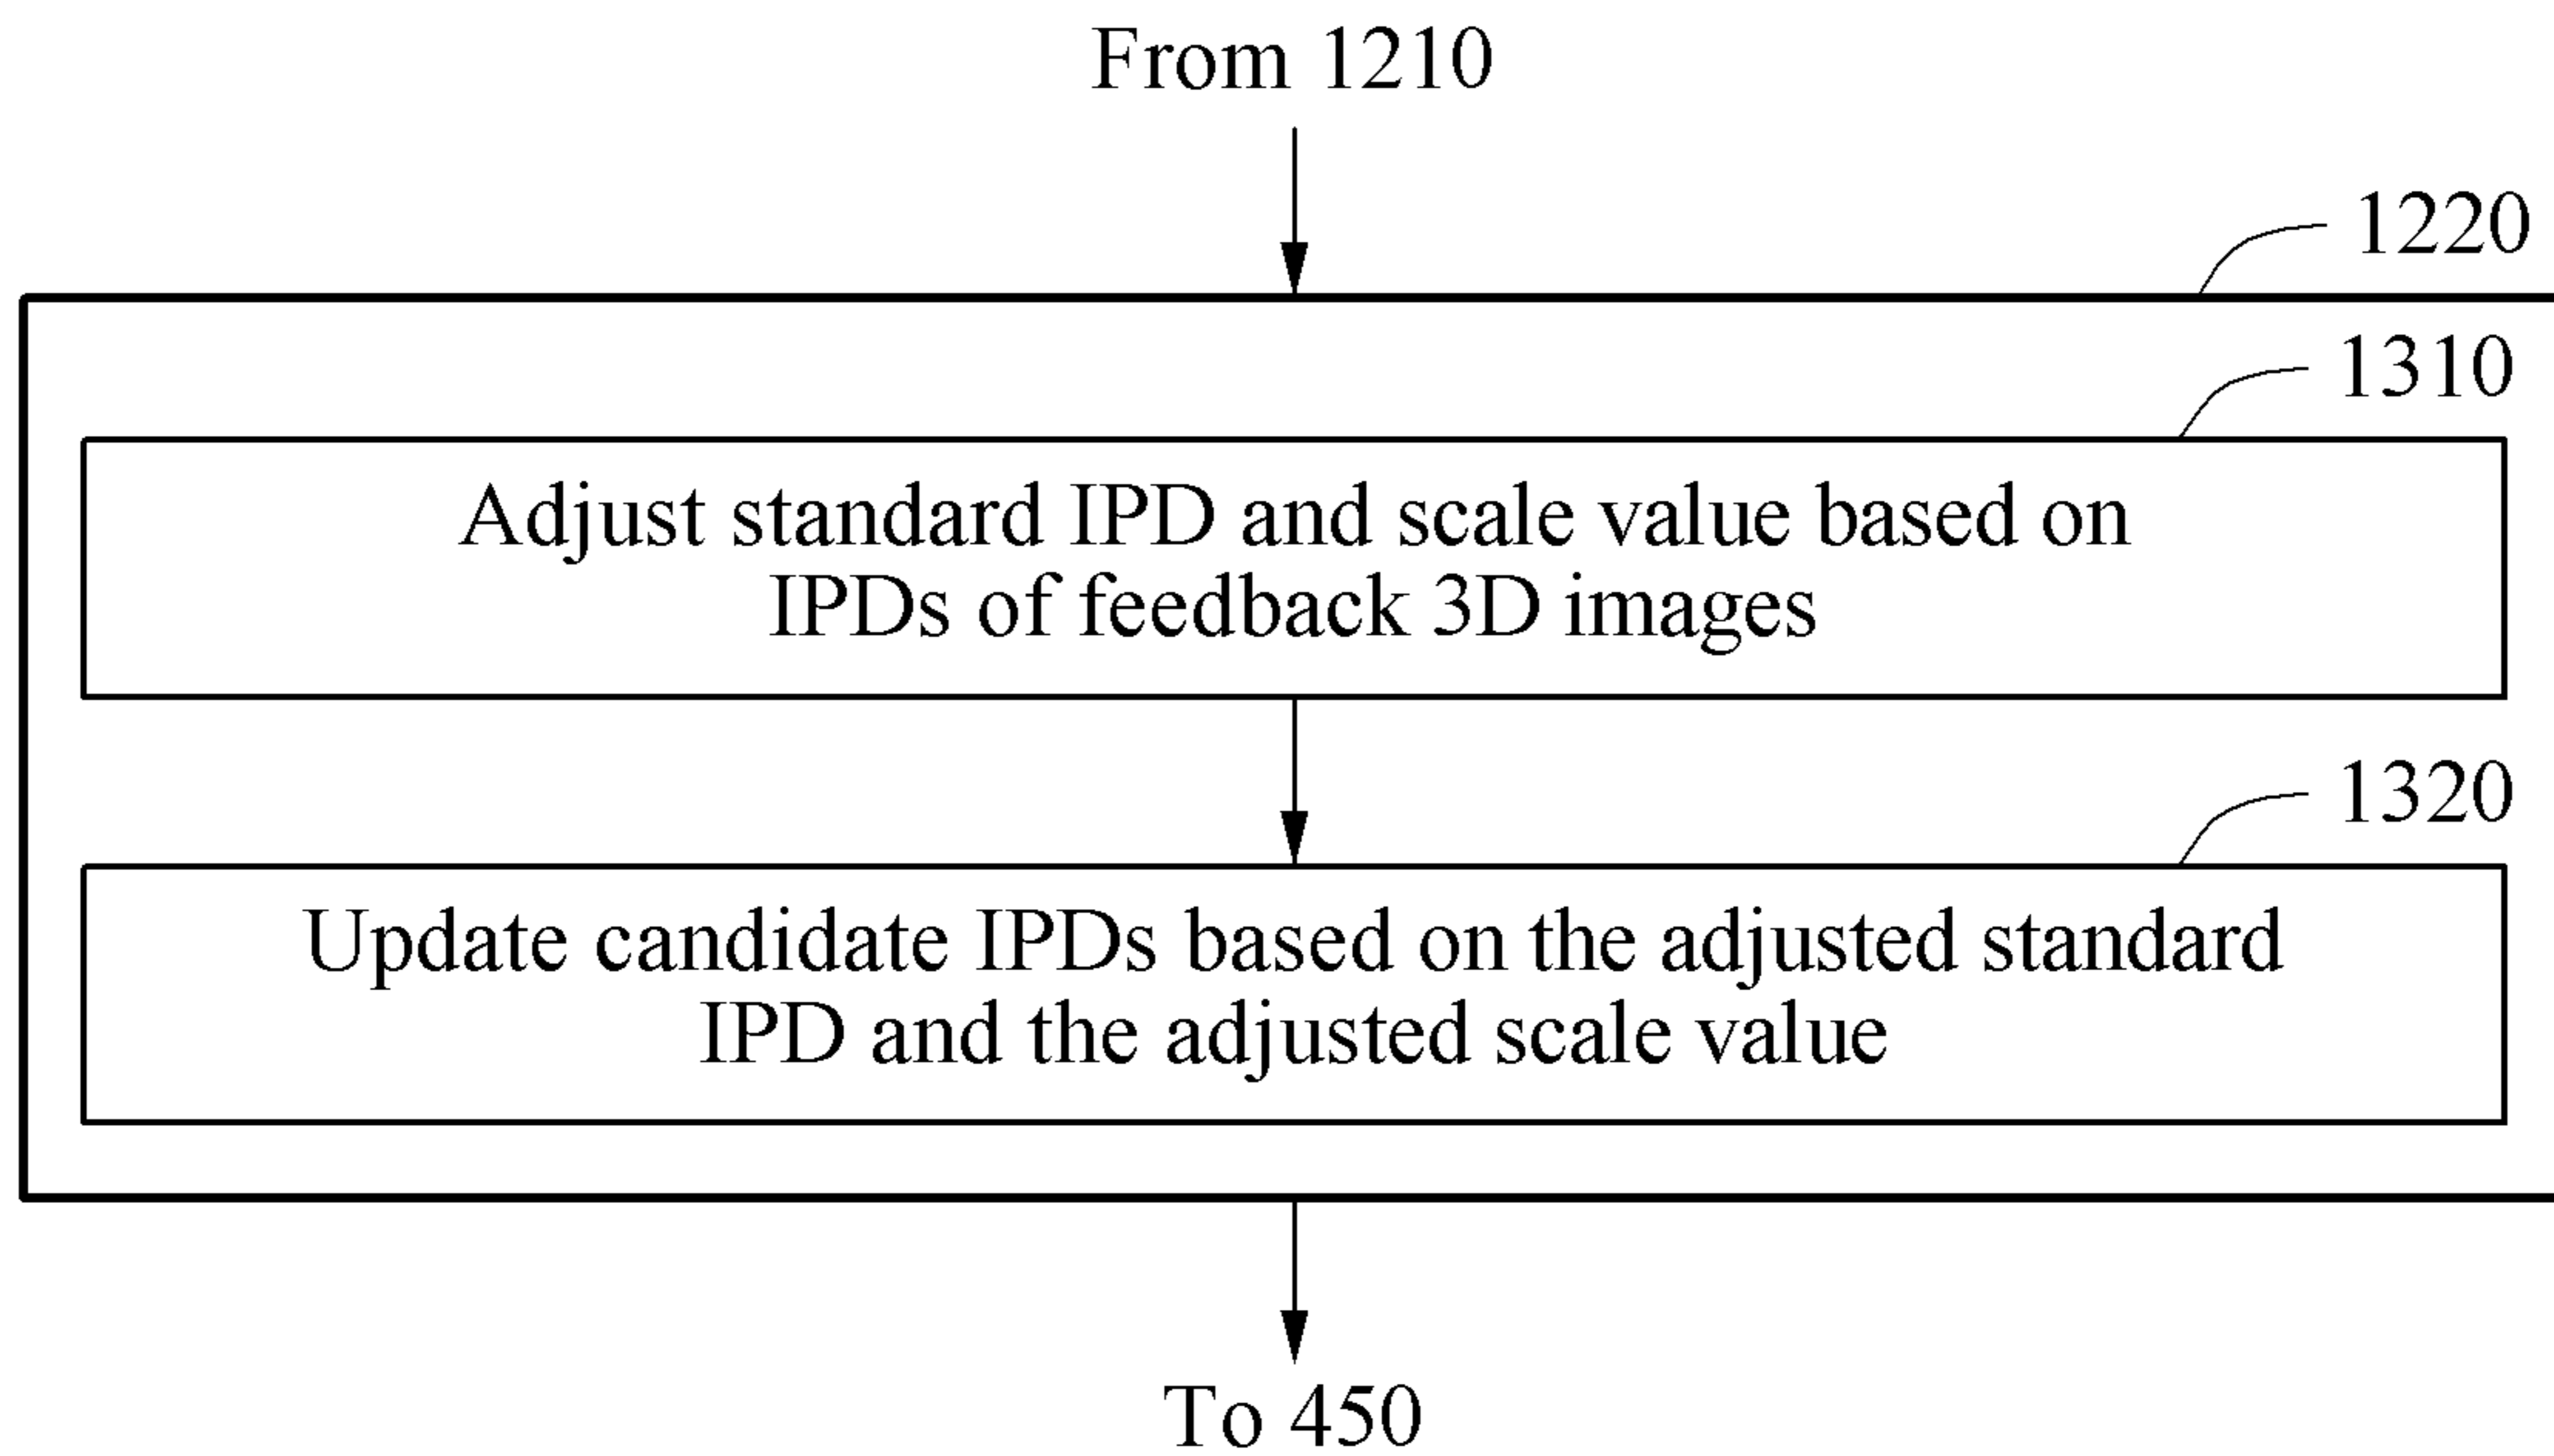 From 1210
1220
1310
Adjust standard IPD and scale value based on
IPDs of feedback 3D images
1320
Update candidate IPDs based on the adjusted standard
IPD and the adjusted scale value
To 450